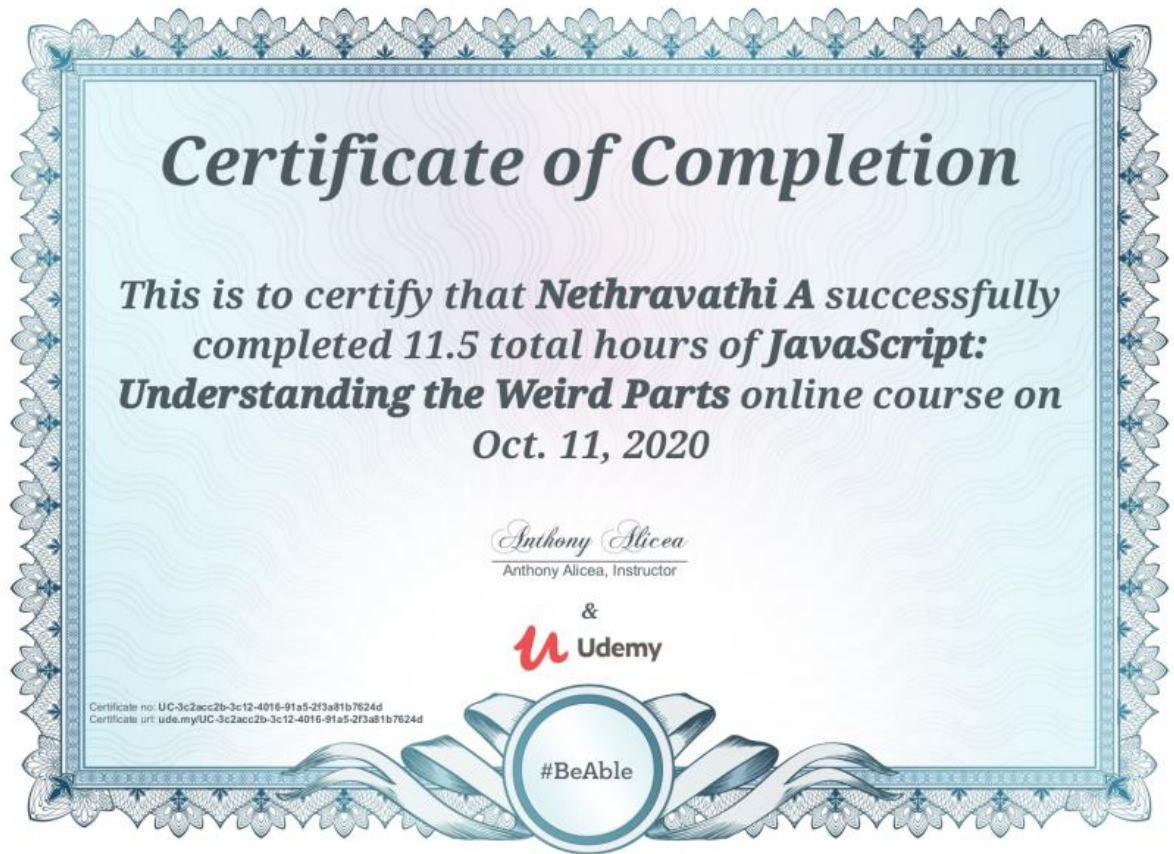 Certificate of Completion
This is to certify that Nethravathi A successfully
completed 11.5 total hours of JavaScript:
Understanding the Weird Parts online course on
Oct. 11, 2020
Anthony Alicea
Anthony Alicea, Instructor
&
Udemy
Certificate no: UC-3c2acc2b-3c12-4016-91a5-2f3a81b7624d
Certificate url: ude.my/UC-3c2acc2b-3c12-4016-91a5-2f3a81b7624d
#BeAble